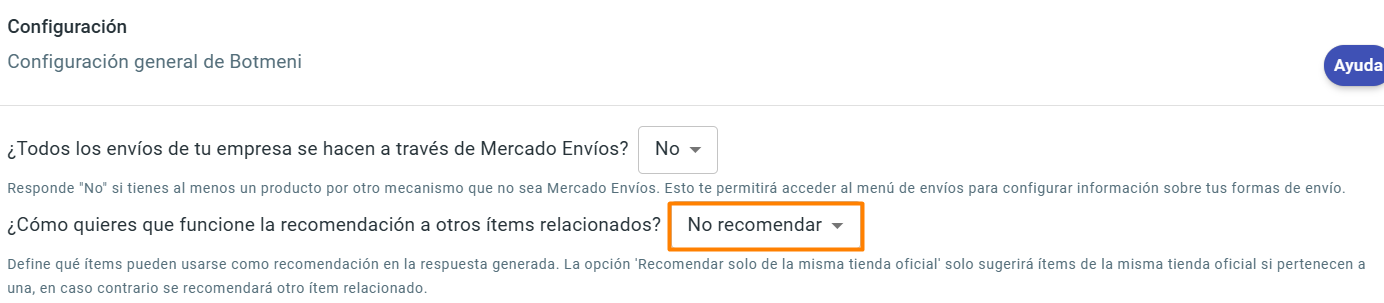 Configuración
Configuración general de Botmeni
Ayuda
¿Todos los envíos de tu empresa se hacen a través de Mercado Envíos? No
Responde "No" si tienes al menos un producto por otro mecanismo que no sea Mercado Envíos. Esto te permitirá acceder al menú de envíos para configurar información sobre tus formas de envío.
¿Cómo quieres que funcione la recomendación a otros ítems relacionados? No recomendar
Define qué ítems pueden usarse como recomendación en la respuesta generada. La opción 'Recomendar solo de la misma tienda oficial' solo sugerirá ítems de la misma tienda oficial si pertenecen a
una, en caso contrario se recomendará otro ítem relacionado.